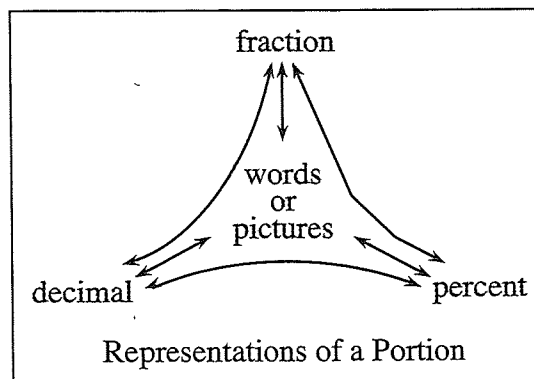 fraction
words
or
pictures
decimal
percent
Representations of a Portion